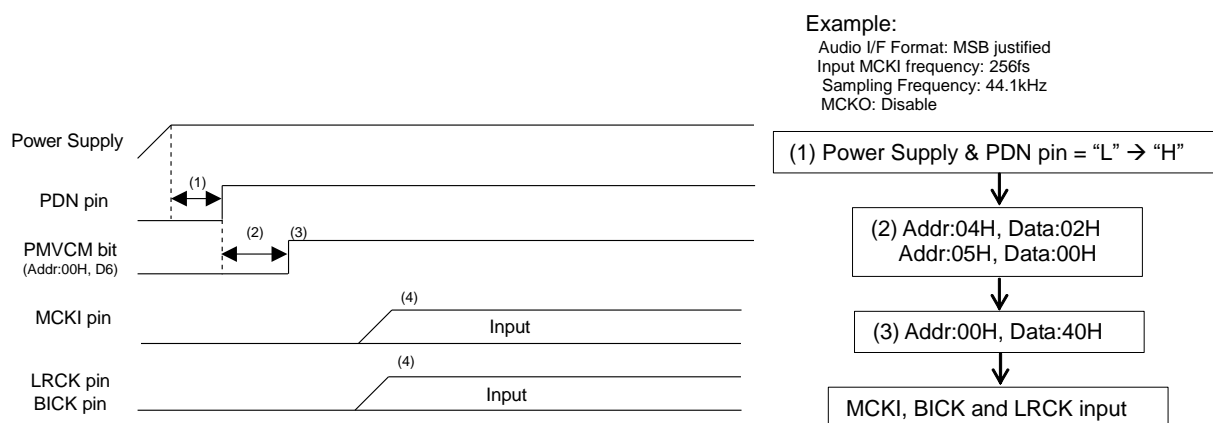 Example:
Audio I/F Format: MSB justified
Input MCKI frequency: 256fs
Sampling Frequency: 44.1kHz
MCKO: Disable
Power Supply
(1) Power Supply & PDN pin = “L” → “H”
(1)
PDN pin
(2) Addr:04H, Data:02H
Addr:05H, Data:00H
(2)
(3)
PMVCM bit
(Addr:00H, D6)
(4)
MCKI pin
Input
(3) Addr:00H, Data:40H
(4)
LRCK pin
BICK pin
Input
MCKI, BICK and LRCK input